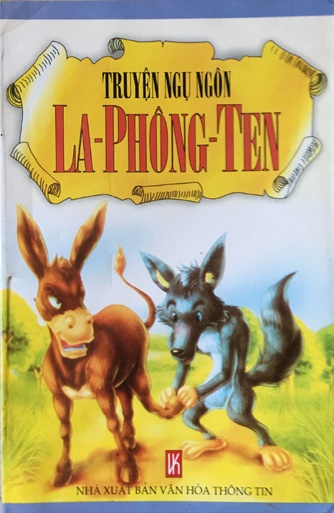 TRUYỆN NGỤ NGÔN
LA-PHÔNG-TEN
NHÀ XUẤT BẢN VĂN HÓA THÔNG TIN